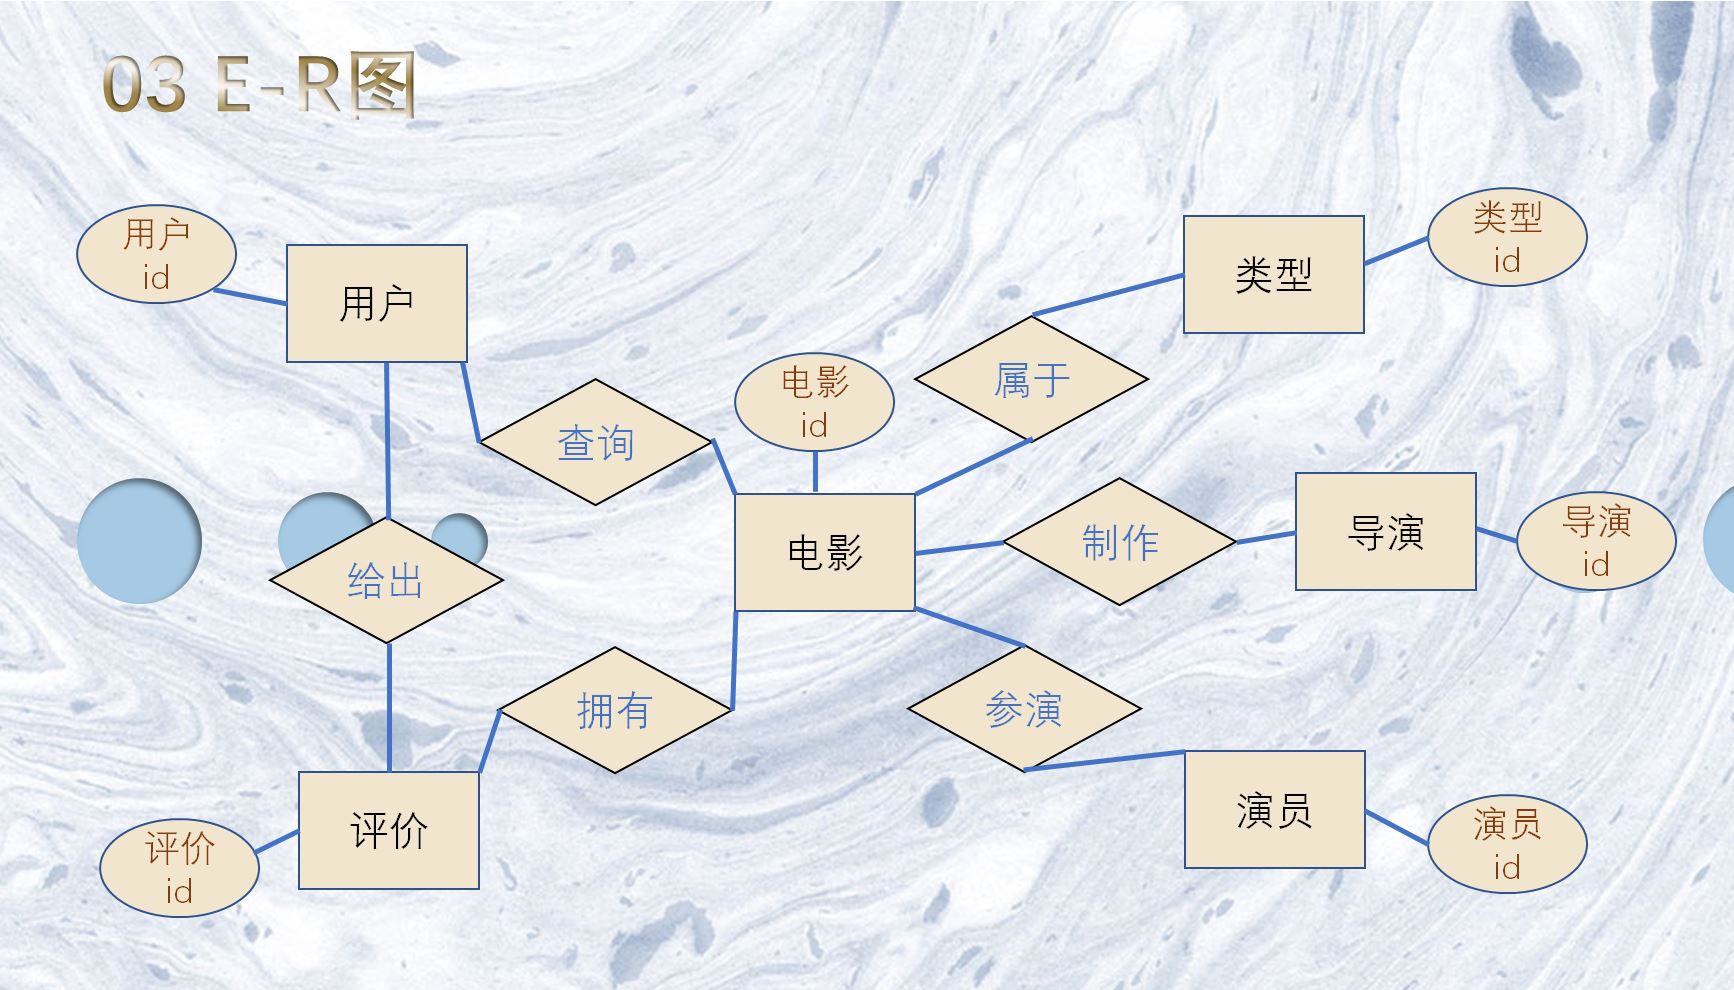 03 E-R图
用户
id
用户
类型
类型
id
属于
查询
电影
id
电影
制作
导演
导演
id
给出
拥有
参演
评价
评价
id
演员
演员
id